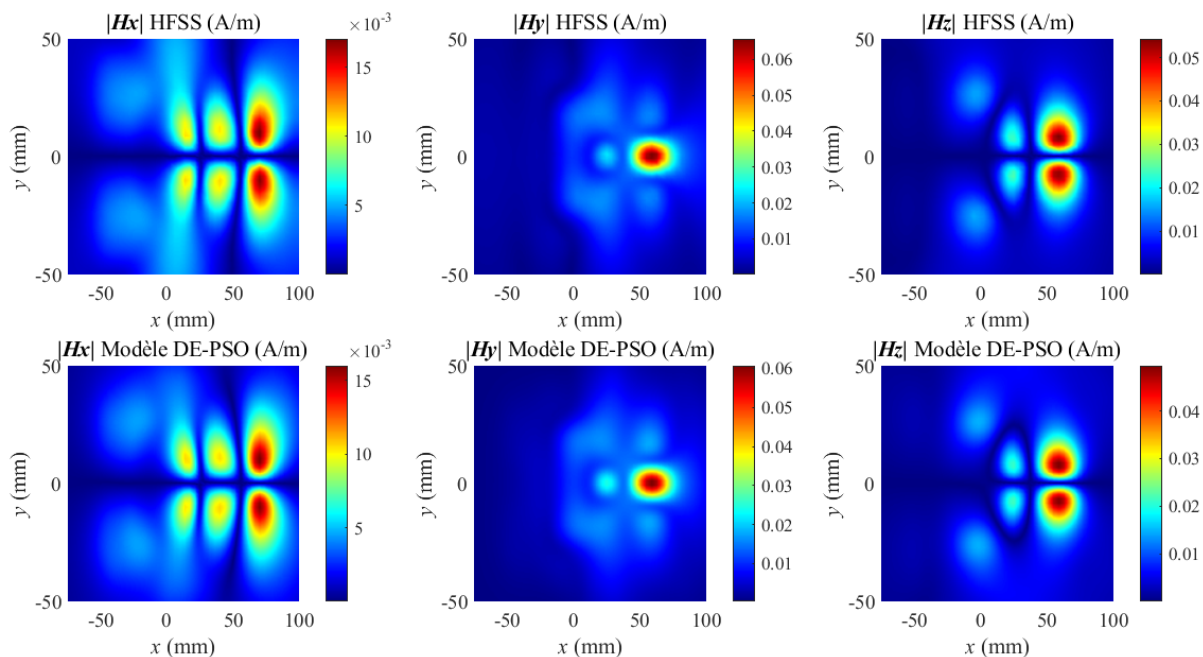 |Hx| HFSS (A/m)
× 10⁻³
50
0
-50
-50 0 50 100
x (mm)
y (mm)
15
10
5
|Hy| HFSS (A/m)
50
0
-50
-50 0 50 100
x (mm)
y (mm)
0.06
0.05
0.04
0.03
0.02
0.01
|Hz| HFSS (A/m)
50
0
-50
-50 0 50 100
x (mm)
y (mm)
0.05
0.04
0.03
0.02
0.01
|Hx| Modèle DE-PSO (A/m)
× 10⁻³
50
0
-50
-50 0 50 100
x (mm)
y (mm)
15
10
5
|Hy| Modèle DE-PSO (A/m)
50
0
-50
-50 0 50 100
x (mm)
y (mm)
0.06
0.05
0.04
0.03
0.02
0.01
|Hz| Modèle DE-PSO (A/m)
50
0
-50
-50 0 50 100
x (mm)
y (mm)
0.04
0.03
0.02
0.01